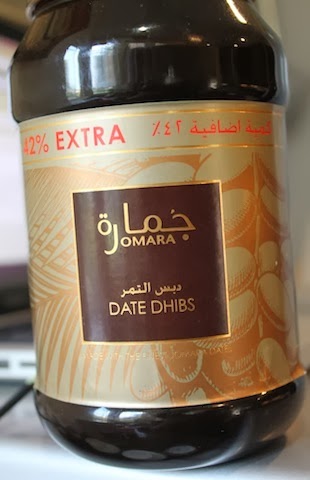 42% EXTRA
كمية اضافية ٤٢٪
جمارة
JOMARA
دبس التمر
DATE DHIBS